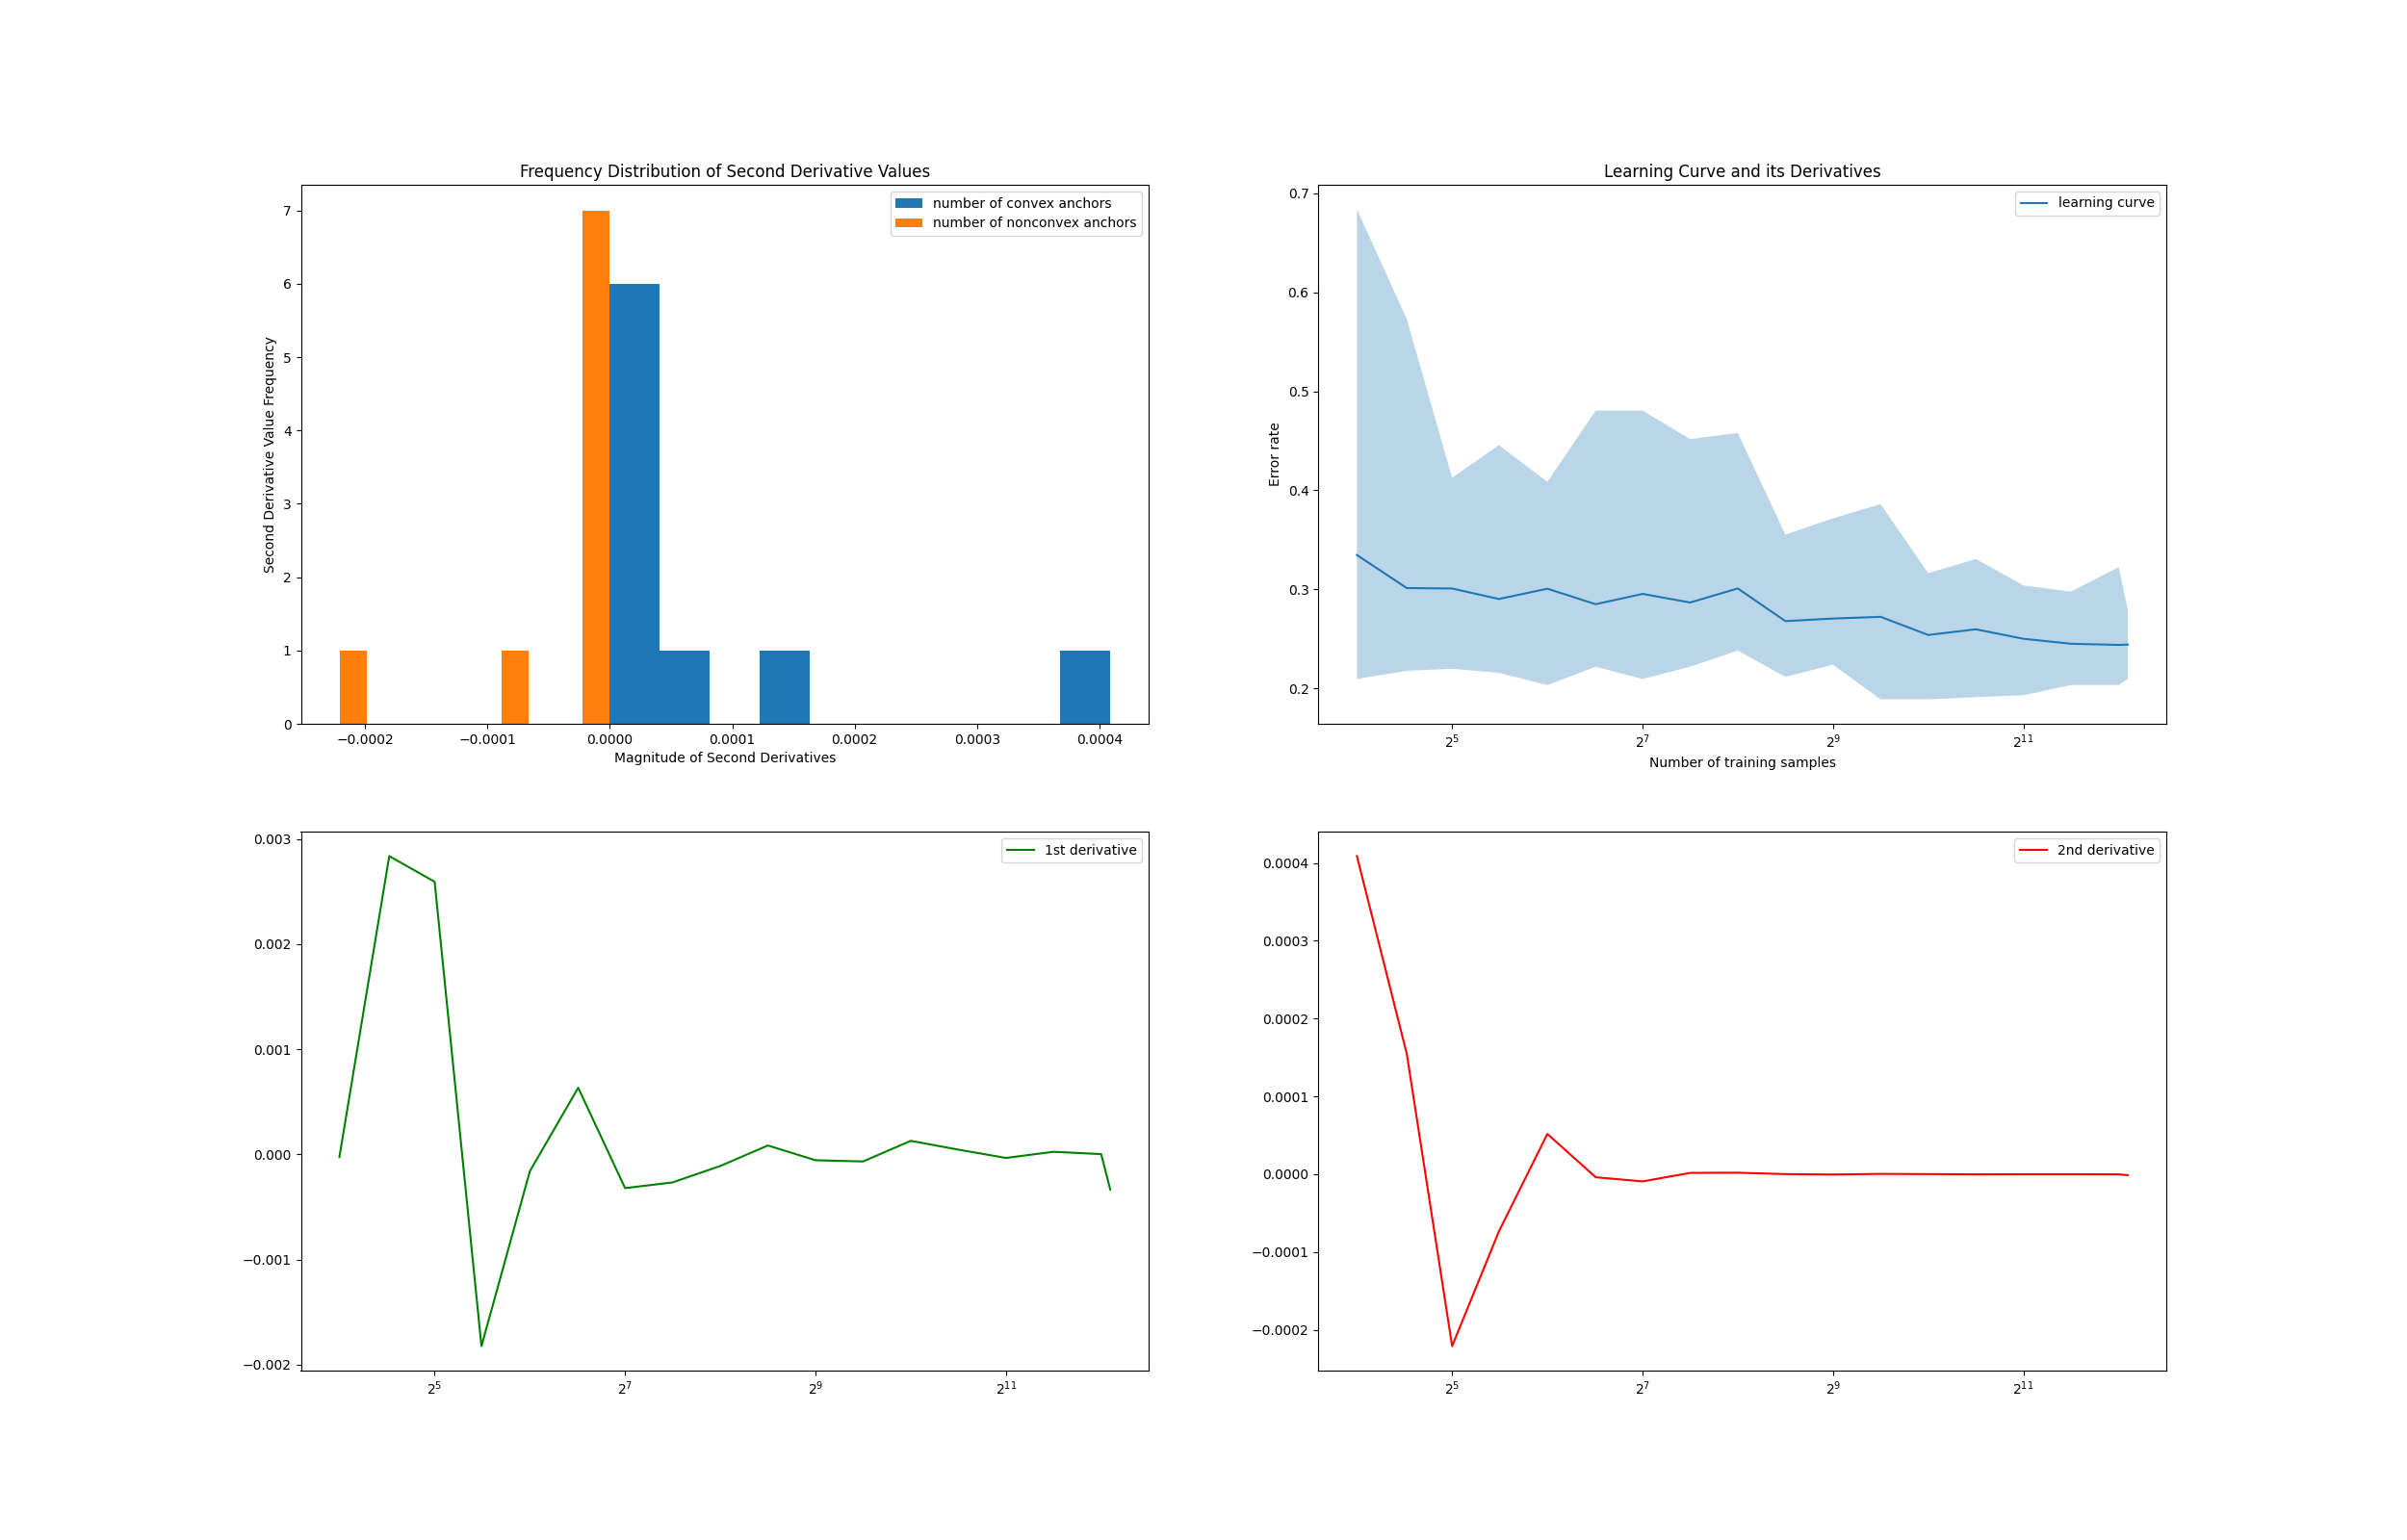 Frequency Distribution of Second Derivative Values
number of convex anchors
number of nonconvex anchors
Second Derivative Value Frequency
7
6
5
4
3
2
1
0
−0.0002 −0.0001 0.0000 0.0001 0.0002 0.0003 0.0004
Magnitude of Second Derivatives
Learning Curve and its Derivatives
learning curve
Error rate
0.7
0.6
0.5
0.4
0.3
0.2
2^5 2^7 2^9 2^11
Number of training samples
1st derivative
0.003
0.002
0.001
0.000
−0.001
−0.002
2^5 2^7 2^9 2^11
2nd derivative
0.0004
0.0003
0.0002
0.0001
0.0000
−0.0001
−0.0002
2^5 2^7 2^9 2^11